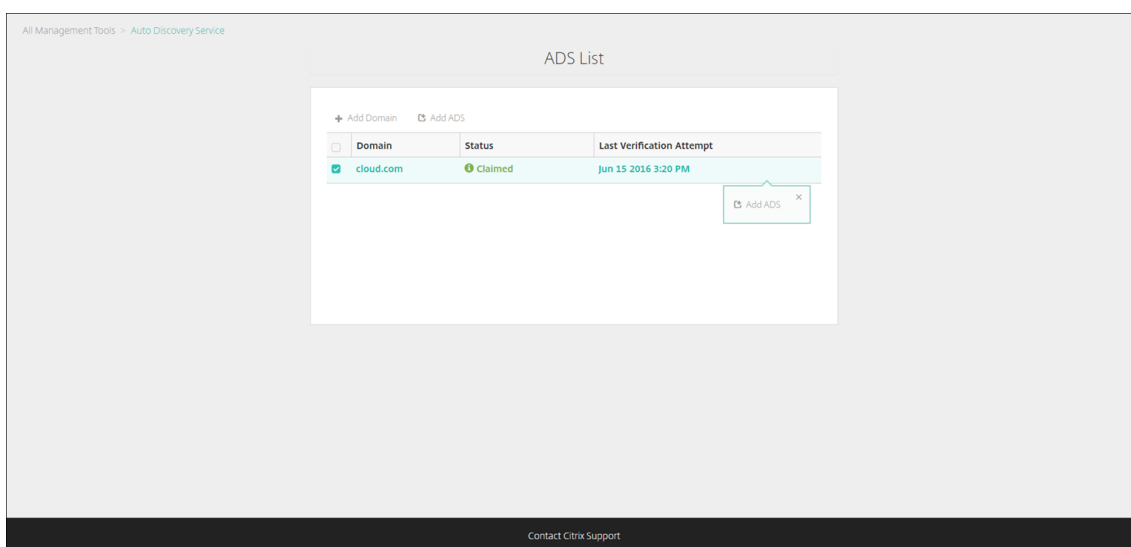 All Management Tools > Auto Discovery Service
ADS List
Add Domain Add ADS
Domain Status Last Verification Attempt
cloud.com Claimed Jun 15 2016 3:20 PM
Add ADS
Contact Citrix Support